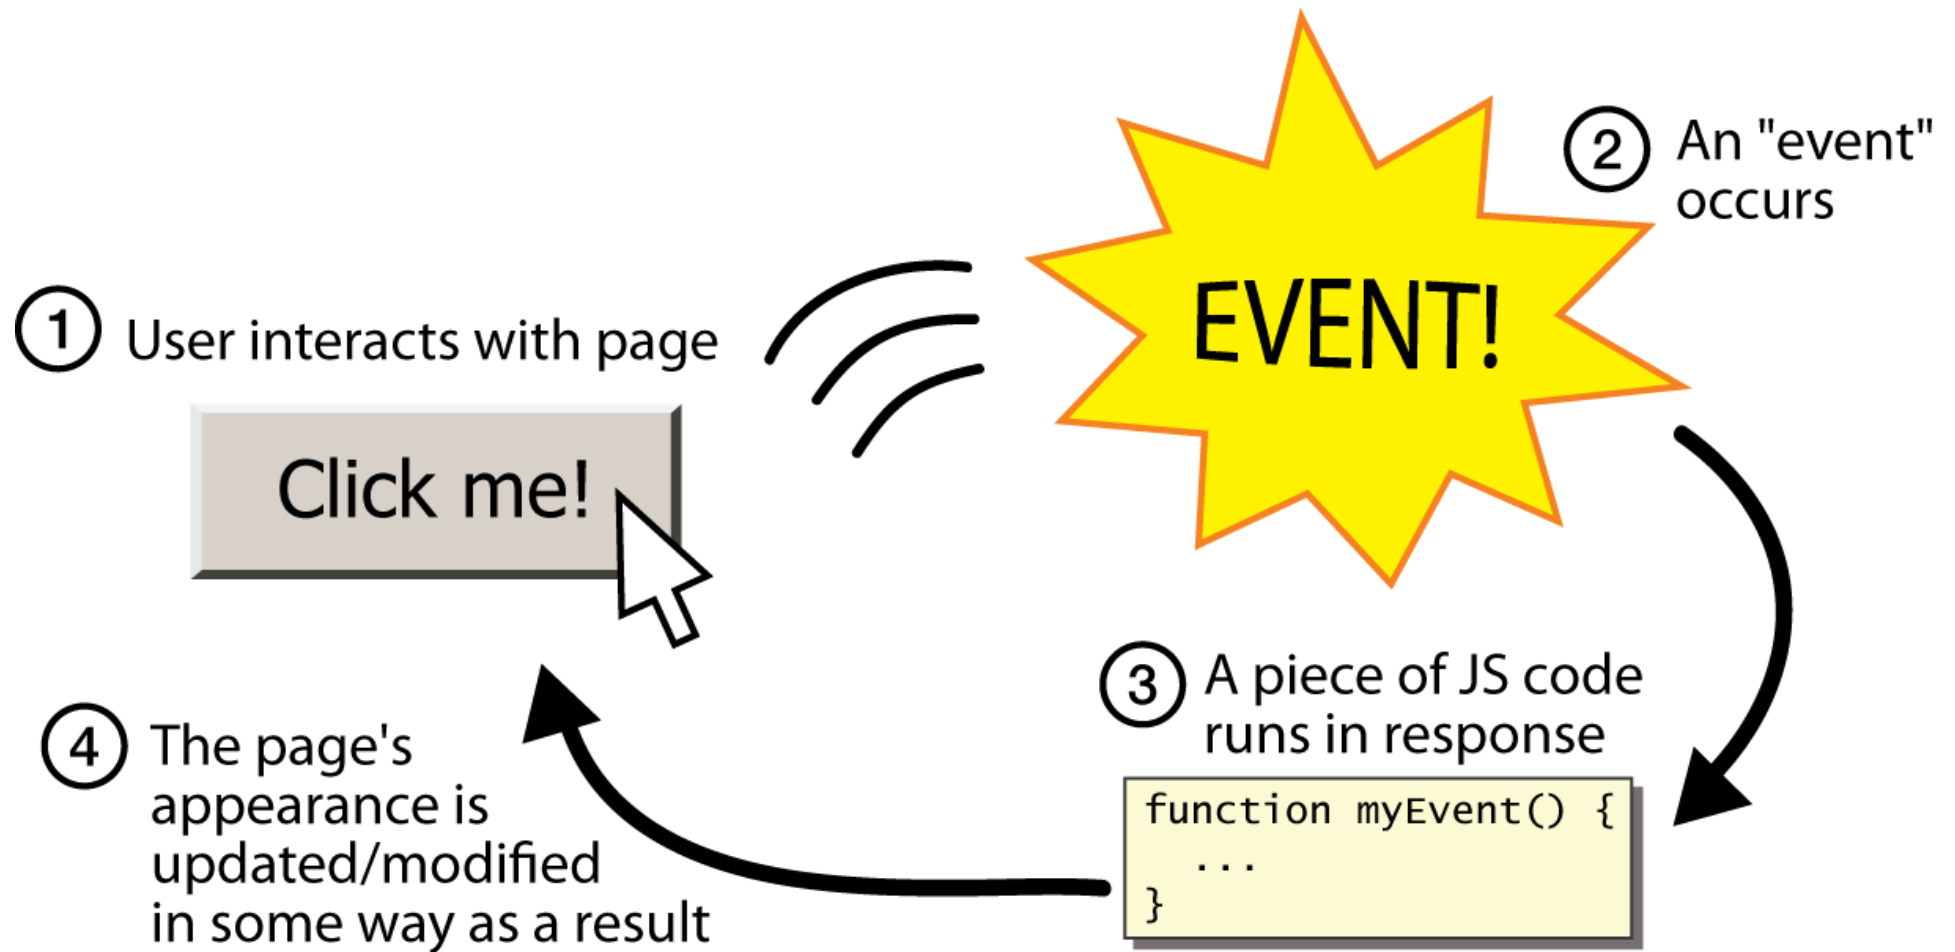 1 User interacts with page
Click me!
EVENT!
2 An "event"
occurs
3 A piece of JS code
runs in response
function myEvent() {
...
}
4 The page's
appearance is
updated/modified
in some way as a result